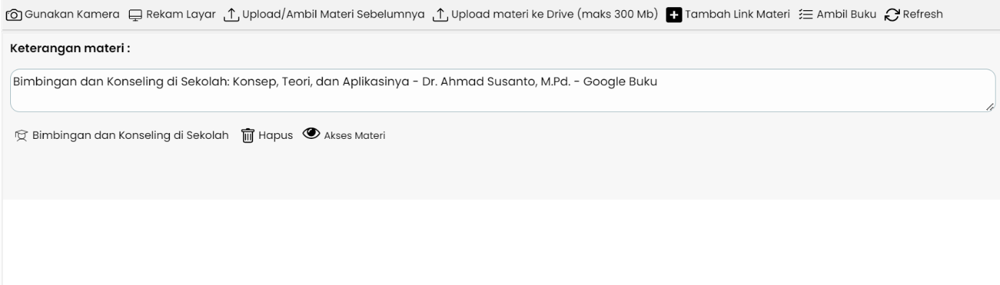 Gunakan Kamera Rekam Layar Upload/Ambil Materi Sebelumnya Upload materi ke Drive (maks 300 Mb) Tambah Link Materi Ambil Buku Refresh
Keterangan materi :
Bimbingan dan Konseling di Sekolah: Konsep, Teori, dan Aplikasinya - Dr. Ahmad Susanto, M.Pd. - Google Buku
Bimbingan dan Konseling di Sekolah Hapus Akses Materi